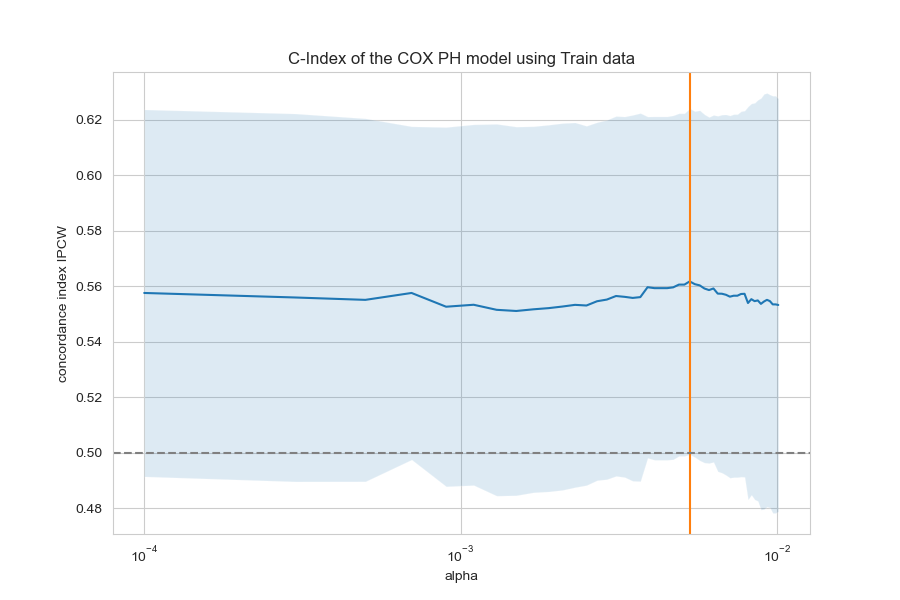 C-Index of the COX PH model using Train data
concordance index IPCW
0.62
0.60
0.58
0.56
0.54
0.52
0.50
0.48
10⁻⁴ 10⁻³ 10⁻²
alpha